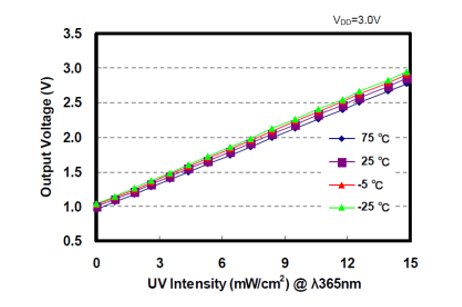 VDD=3.0V
3.5
3.0
2.5
2.0
1.5
1.0
0.5
Output Voltage (V)
75 ℃
25 ℃
-5 ℃
-25 ℃
0 3 6 9 12 15
UV Intensity (mW/cm²) @ λ365nm